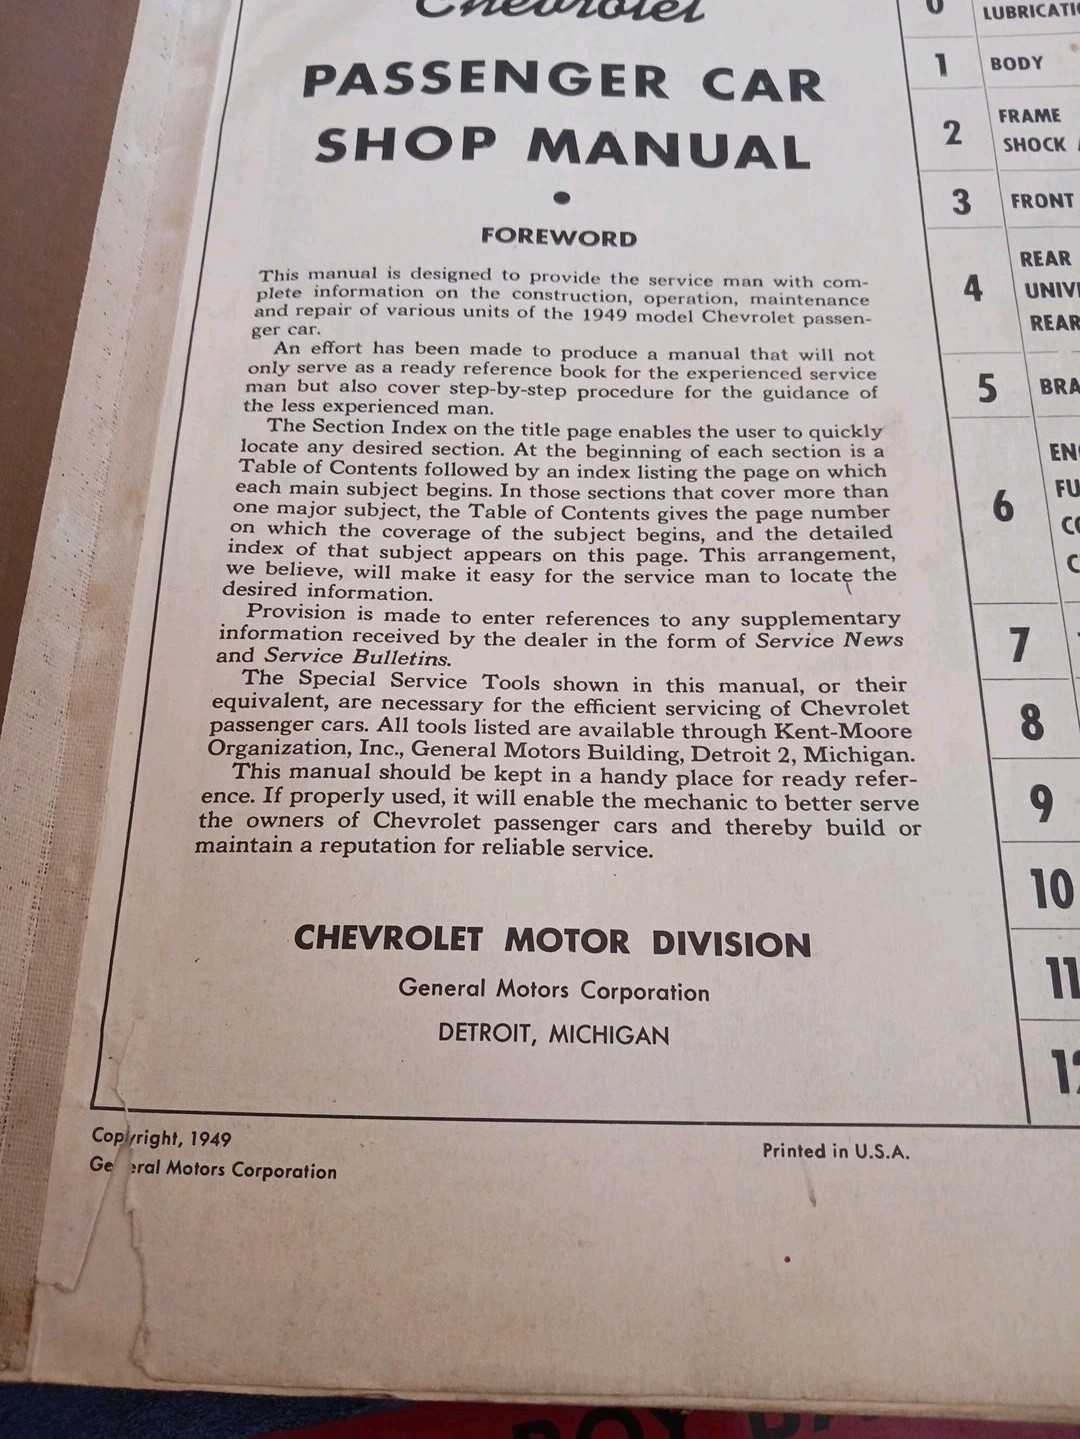 Chevrolet
PASSENGER CAR
SHOP MANUAL
•
FOREWORD
This manual is designed to provide the service man with com-
plete information on the construction, operation, maintenance
and repair of various units of the 1949 model Chevrolet passen-
ger car.
An effort has been made to produce a manual that will not
only serve as a ready reference book for the experienced service
man but also cover step-by-step procedure for the guidance of
the less experienced man.
The Section Index on the title page enables the user to quickly
locate any desired section. At the beginning of each section is a
Table of Contents followed by an index listing the page on which
each main subject begins. In those sections that cover more than
one major subject, the Table of Contents gives the page number
on which the coverage of the subject begins, and the detailed
index of that subject appears on this page. This arrangement,
we believe, will make it easy for the service man to locate the
desired information.
Provision is made to enter references to any supplementary
information received by the dealer in the form of Service News
and Service Bulletins.
The Special Service Tools shown in this manual, or their
equivalent, are necessary for the efficient servicing of Chevrolet
passenger cars. All tools listed are available through Kent-Moore
Organization, Inc., General Motors Building, Detroit 2, Michigan.
This manual should be kept in a handy place for ready refer-
ence. If properly used, it will enable the mechanic to better serve
the owners of Chevrolet passenger cars and thereby build or
maintain a reputation for reliable service.
CHEVROLET MOTOR DIVISION
General Motors Corporation
DETROIT, MICHIGAN
Copyright, 1949
General Motors Corporation
Printed in U.S.A.
0 LUBRICATI
1 BODY
2 FRAME
SHOCK
3 FRONT
4 REAR
UNIV
REAR
5 BRA
6 EN
FU
CO
C
7
8
9
10
11
12